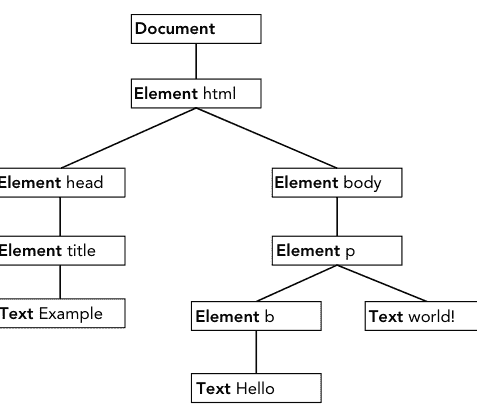 Document
Element html
Element head
Element body
Element title
Element p
Text Example
Element b
Text world!
Text Hello